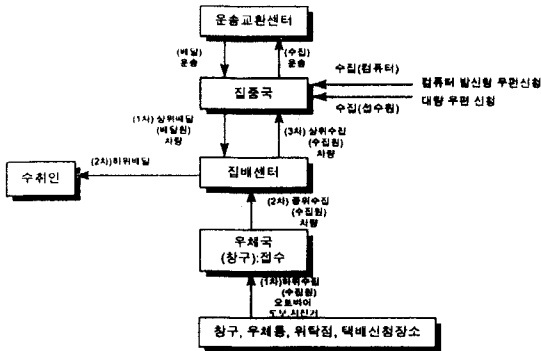 운송교환센터
(배달)
운송
(수집)
운송
수집(컴퓨터)
컴퓨터 발신형 우편신청
집중국
대량 우편 신청
수집(접수원)
(1차) 상위배달
(배달원)
차량
(3차) 상위수집
(수집원)
차량
(2차)하위배달
수취인
집배센터
(2차) 중위수집
(수집원)
차량
우체국
(창구):접수
(1차)하위수집
(수집원)
오토바이
창구, 우체통, 위탁점, 택배신청장소